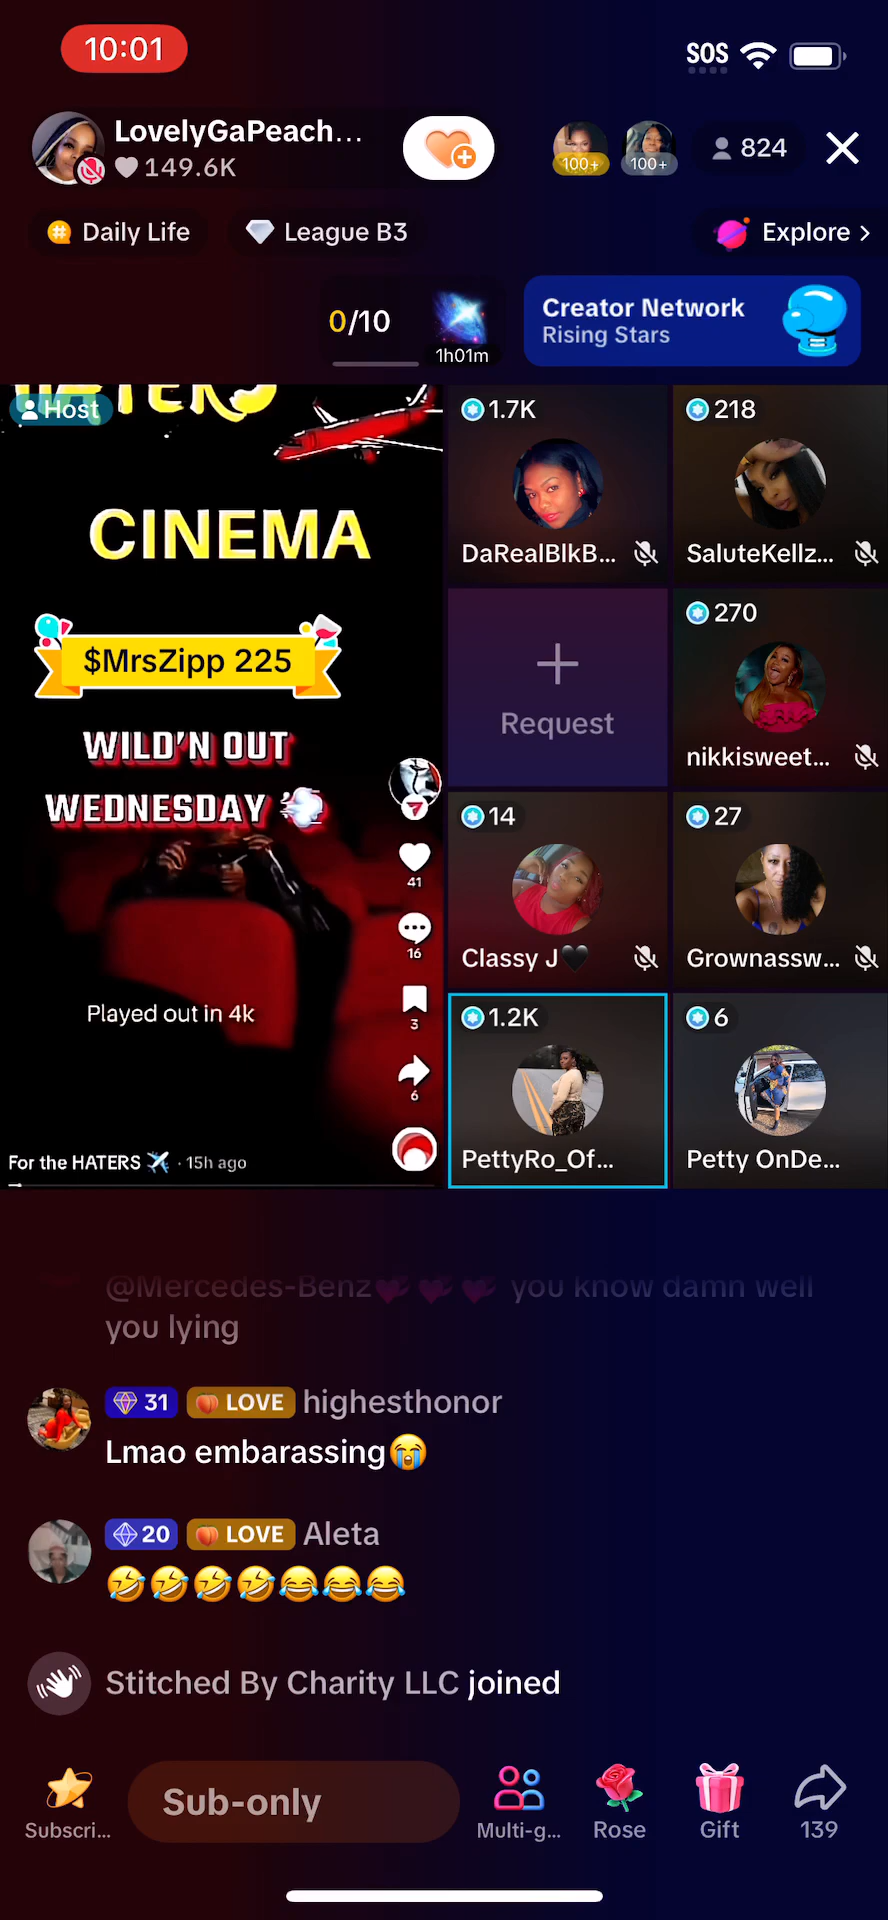 10:01
SOS
LovelyGaPeach...
149.6K
100+
100+
824
Daily Life
League B3
Explore >
0/10
1h01m
Creator Network
Rising Stars
HATERS
Host
CINEMA
$MrsZipp 225
WILD'N OUT
WEDNESDAY
41
16
3
6
Played out in 4k
For the HATERS ✈️ · 15h ago
1.7K
DaRealBlkB...
218
SaluteKellz...
Request
270
nikkisweet...
14
Classy J🖤
27
Grownassw...
1.2K
PettyRo_Of...
6
Petty OnDe...
@Mercedes-Benz💕💕💕 you know damn well
you lying
31 LOVE highesthonor
Lmao embarassing😭
20 LOVE Aleta
🤣🤣🤣🤣😂😂😂
Stitched By Charity LLC joined
Subscri...
Sub-only
Multi-g...
Rose
Gift
139